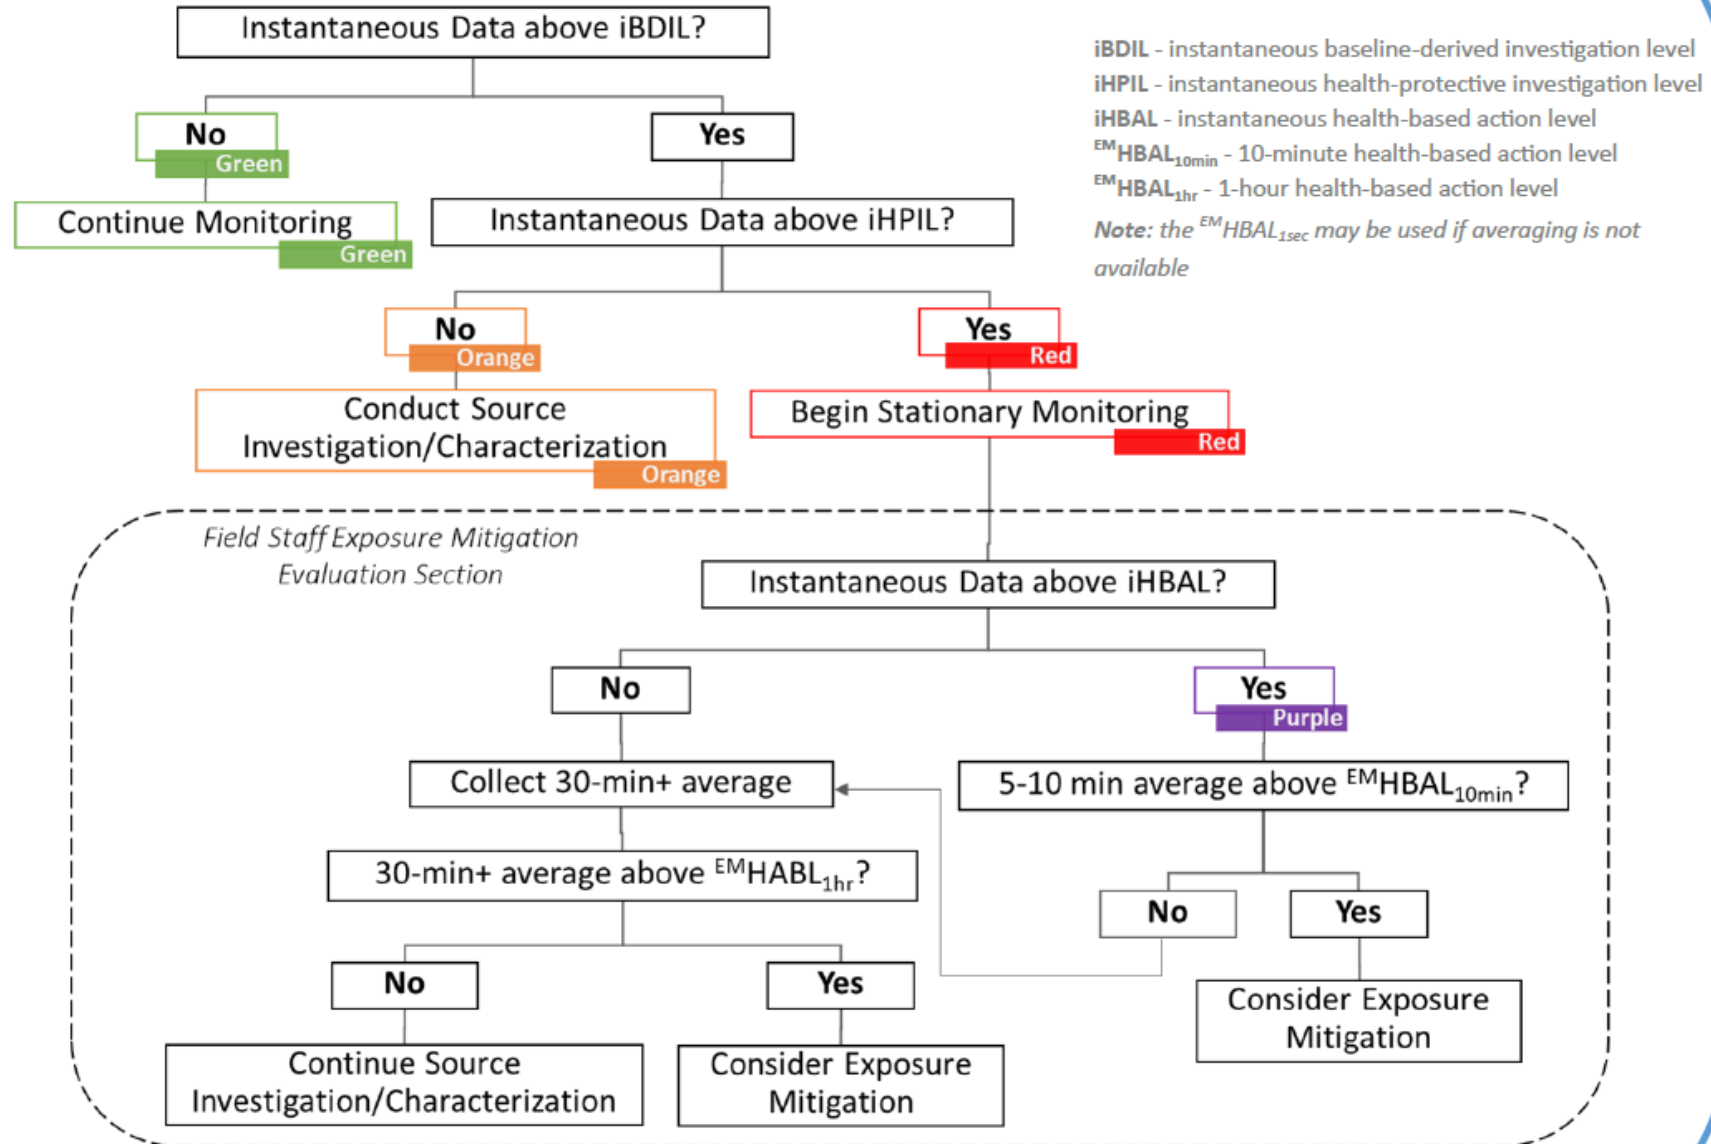 Instantaneous Data above iBDIL?
iBDIL - instantaneous baseline-derived investigation level
iHPIL - instantaneous health-protective investigation level
iHBAL - instantaneous health-based action level
EMHBAL10min - 10-minute health-based action level
EMHBAL1hr - 1-hour health-based action level
Note: the EMHBAL1sec may be used if averaging is not
available
No
Green
Yes
Continue Monitoring
Green
Instantaneous Data above iHPIL?
No
Orange
Yes
Red
Conduct Source
Investigation/Characterization
Orange
Begin Stationary Monitoring
Red
Field Staff Exposure Mitigation
Evaluation Section
Instantaneous Data above iHBAL?
No
Yes
Purple
Collect 30-min+ average
5-10 min average above EMHBAL10min?
30-min+ average above EMHABL1hr?
No
Yes
No
Yes
Consider Exposure
Mitigation
Continue Source
Investigation/Characterization
Consider Exposure
Mitigation